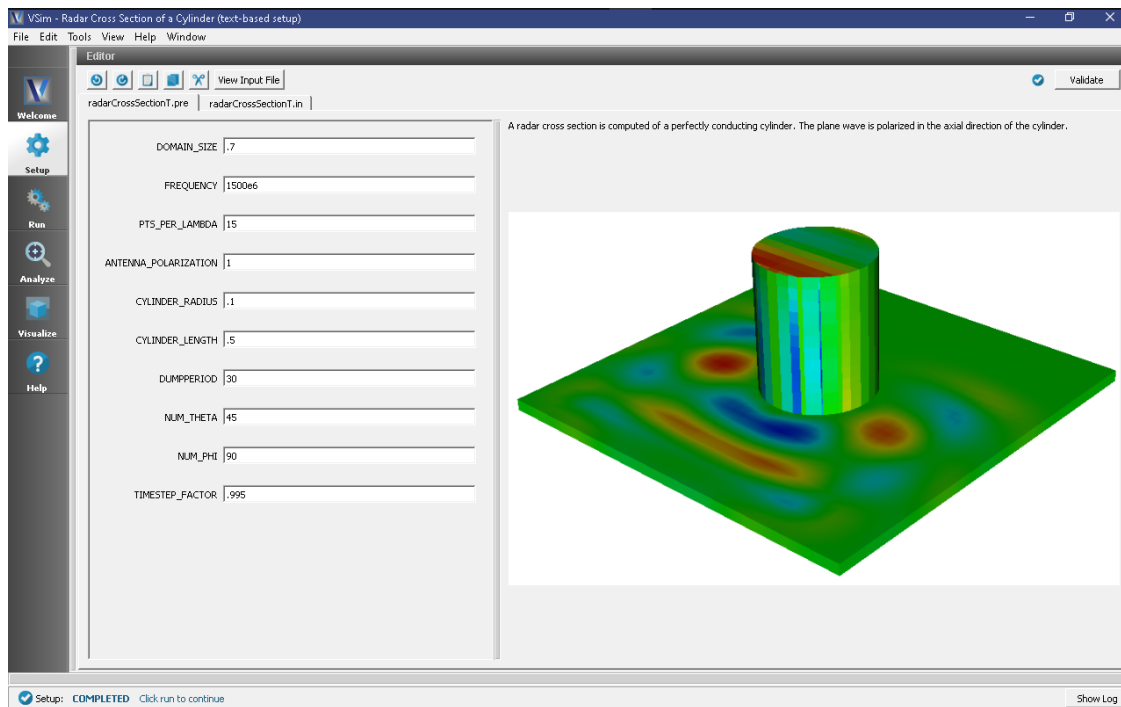 VSim - Radar Cross Section of a Cylinder (text-based setup)
File Edit Tools View Help Window
Editor
View Input File
Validate
radarCrossSectionT.pre
radarCrossSectionT.in
Welcome
Setup
Run
Analyze
Visualize
Help
DOMAIN_SIZE .7
FREQUENCY 1500e6
PTS_PER_LAMBDA 15
ANTENNA_POLARIZATION 1
CYLINDER_RADIUS .1
CYLINDER_LENGTH .5
DUMPPERIOD 30
NUM_THETA 45
NUM_PHI 90
TIMESTEP_FACTOR .995
A radar cross section is computed of a perfectly conducting cylinder. The plane wave is polarized in the axial direction of the cylinder.
Setup: COMPLETED Click run to continue
Show Log